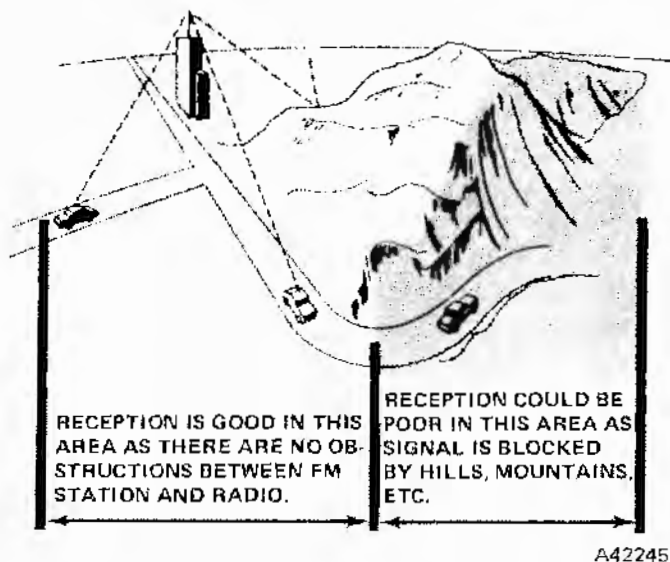 RECEPTION IS GOOD IN THIS
AREA AS THERE ARE NO OB-
STRUCTIONS BETWEEN FM
STATION AND RADIO.
RECEPTION COULD BE
POOR IN THIS AREA AS
SIGNAL IS BLOCKED
BY HILLS, MOUNTAINS,
ETC.
A42245